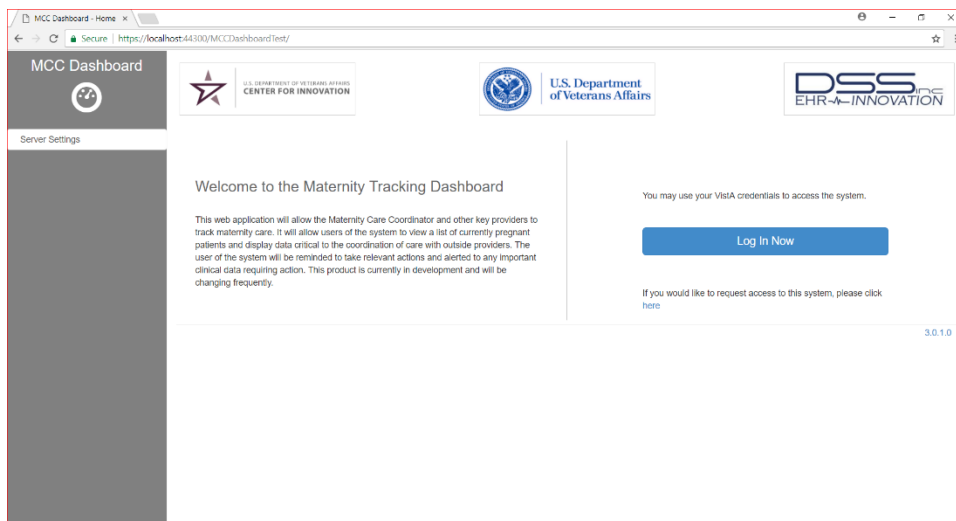 MCC Dashboard - Home
Secure | https://localhost:44300/MCCDashboardTest/
MCC Dashboard
Server Settings
U.S. DEPARTMENT OF VETERANS AFFAIRS
CENTER FOR INNOVATION
U.S. Department
of Veterans Affairs
DSS inc
EHR INNOVATION
Welcome to the Maternity Tracking Dashboard
This web application will allow the Maternity Care Coordinator and other key providers to
track maternity care. It will allow users of the system to view a list of currently pregnant
patients and display data critical to the coordination of care with outside providers. The
user of the system will be reminded to take relevant actions and alerted to any important
clinical data requiring action. This product is currently in development and will be
changing frequently.
You may use your VistA credentials to access the system.
Log In Now
If you would like to request access to this system, please click
here
3.0.1.0